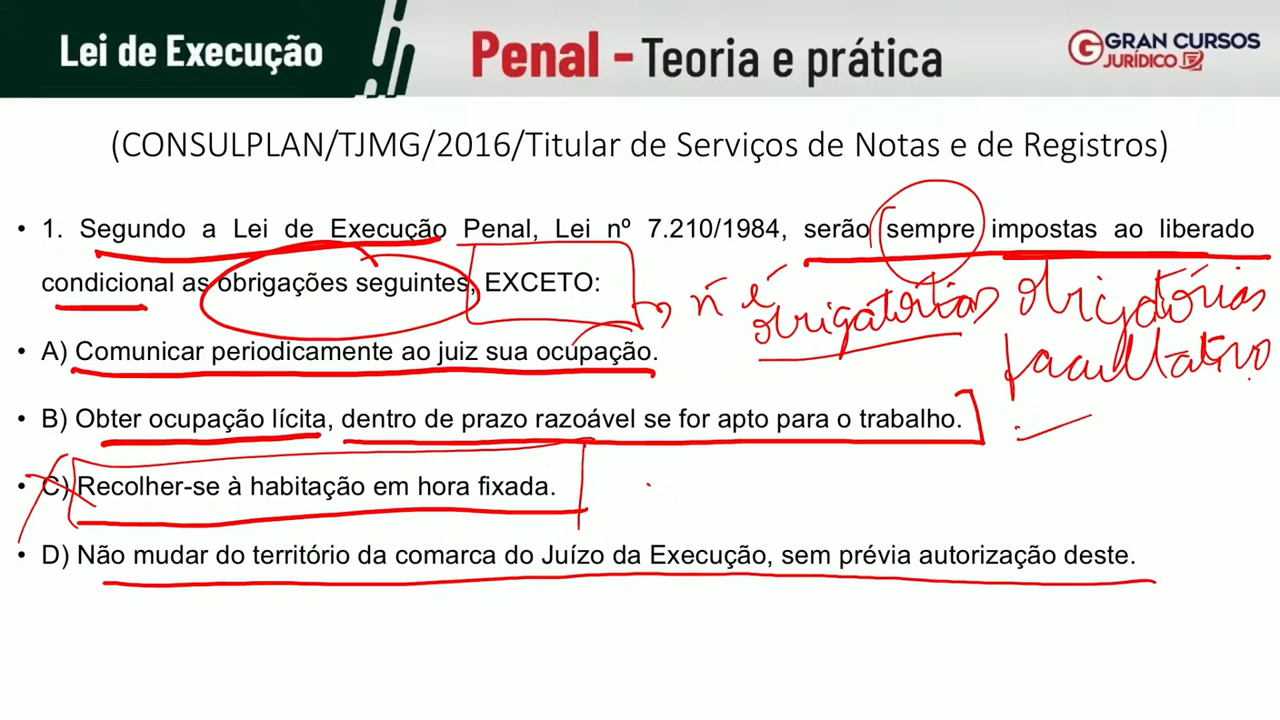 Lei de Execução
Penal - Teoria e prática
GRAN CURSOS
JURÍDICO
(CONSULPLAN/TJMG/2016/Titular de Serviços de Notas e de Registros)
• 1. Segundo a Lei de Execução Penal, Lei nº 7.210/1984, serão sempre impostas ao liberado
condicional as obrigações seguintes, EXCETO:
ñ é
obrigatórias
obrigatórias
facultativo
• A) Comunicar periodicamente ao juiz sua ocupação.
• B) Obter ocupação lícita, dentro de prazo razoável se for apto para o trabalho.
• C) Recolher-se à habitação em hora fixada.
• D) Não mudar do território da comarca do Juízo da Execução, sem prévia autorização deste.